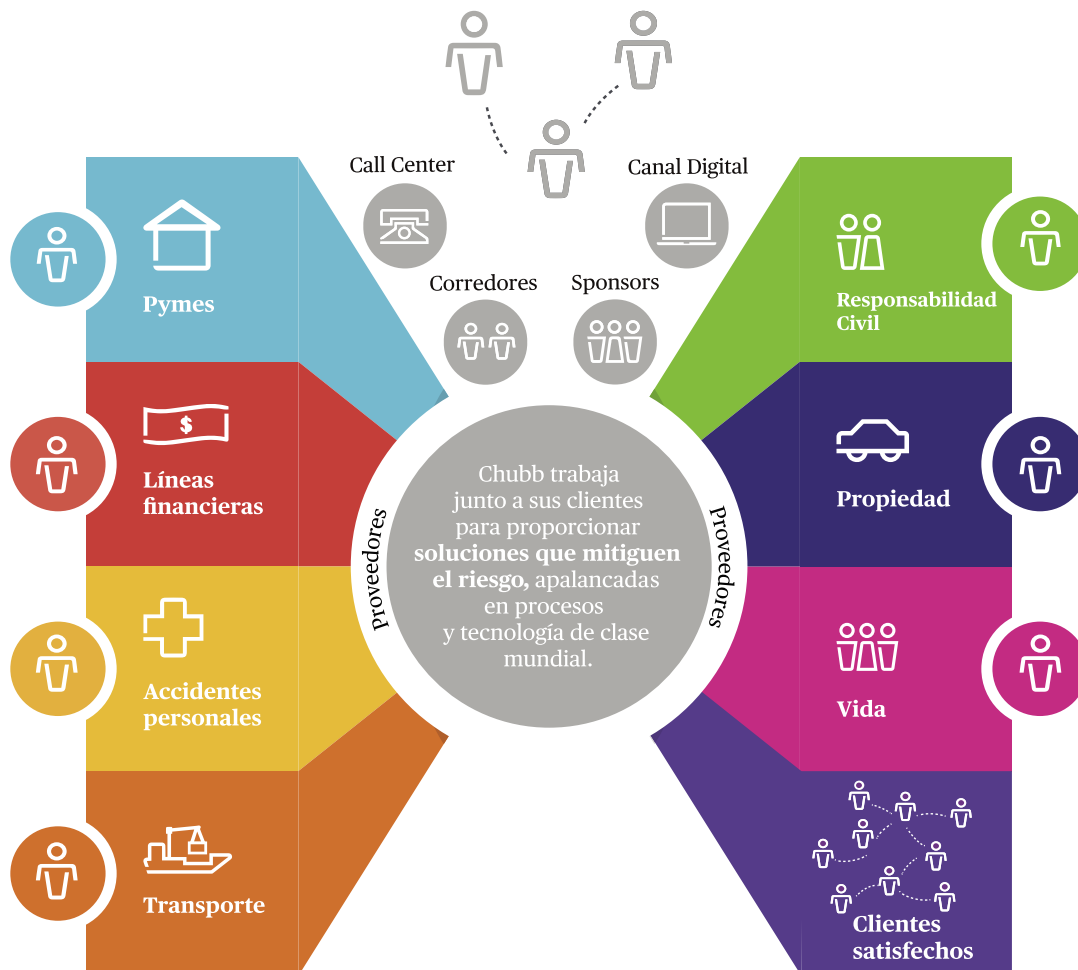 Call Center
Canal Digital
Corredores
Sponsors
Pymes
Líneas
financieras
$
Accidentes
personales
Transporte
Proveedores
Chubb trabaja
junto a sus clientes
para proporcionar
soluciones que mitiguen
el riesgo, apalancadas
en procesos
y tecnología de clase
mundial.
Proveedores
Responsabilidad
Civil
Propiedad
Vida
Clientes
satisfechos